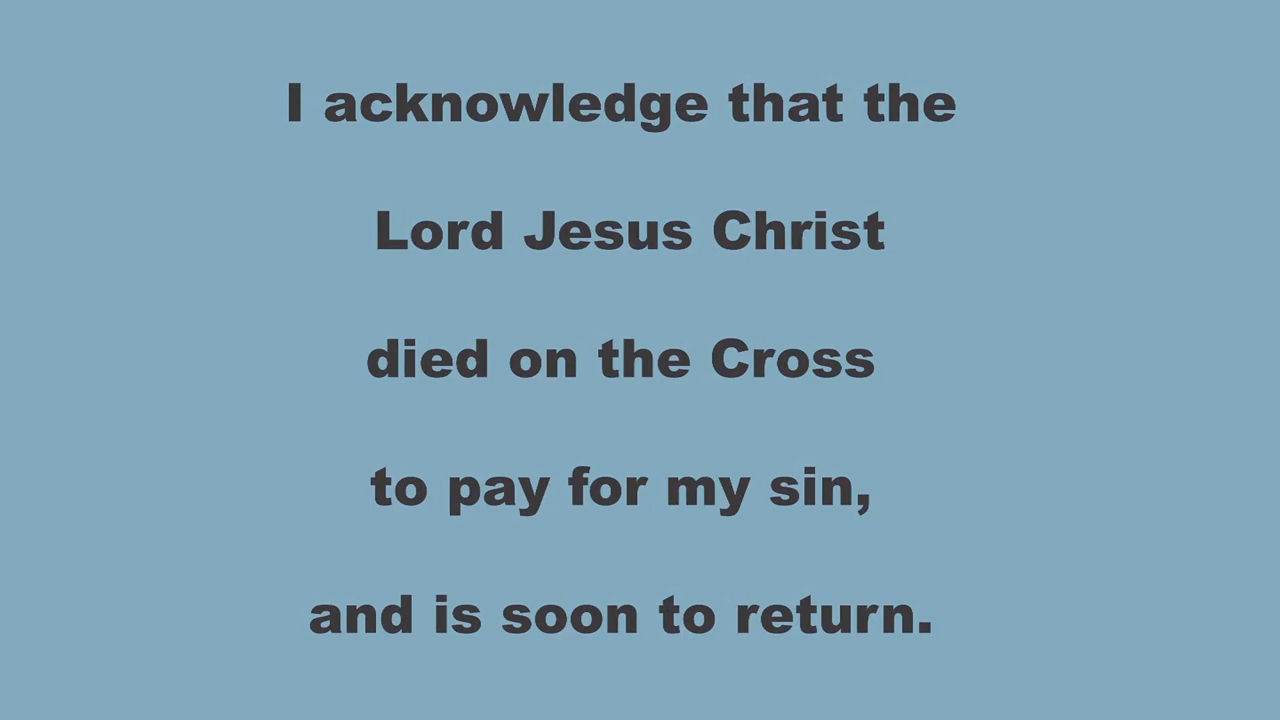 I acknowledge that the
Lord Jesus Christ
died on the Cross
to pay for my sin,
and is soon to return.